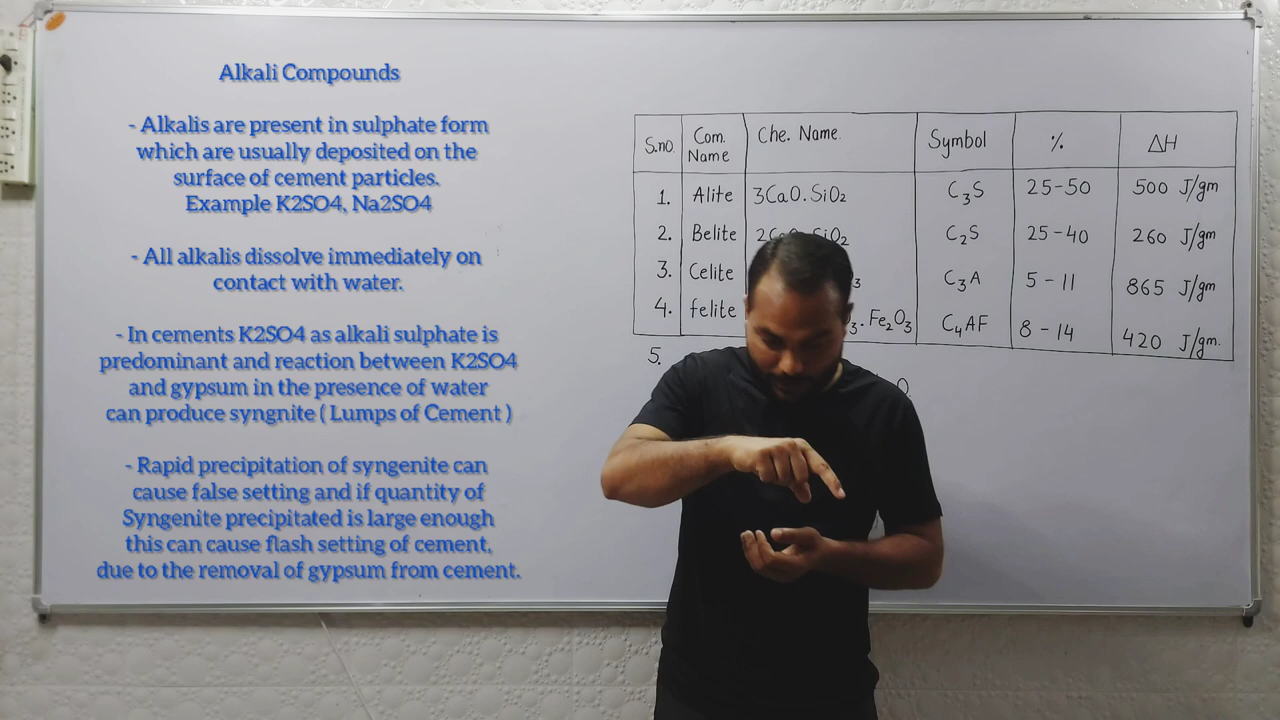 Alkali Compounds
- Alkalis are present in sulphate form
which are usually deposited on the
surface of cement particles.
Example K2SO4, Na2SO4
- All alkalis dissolve immediately on
contact with water.
- In cements K2SO4 as alkali sulphate is
predominant and reaction between K2SO4
and gypsum in the presence of water
can produce syngnite ( Lumps of Cement )
- Rapid precipitation of syngenite can
cause false setting and if quantity of
Syngenite precipitated is large enough
this can cause flash setting of cement,
due to the removal of gypsum from cement.
S.no. Com. Name Che. Name. Symbol % ΔH
1. Alite 3CaO.SiO₂ C₃S 25-50 500 J/gm
2. Belite SiO₂ C₂S 25-40 260 J/gm
3. Celite C₃A 5-11 865 J/gm
4. felite .Fe₂O₃ C₄AF 8-14 420 J/gm.
5.